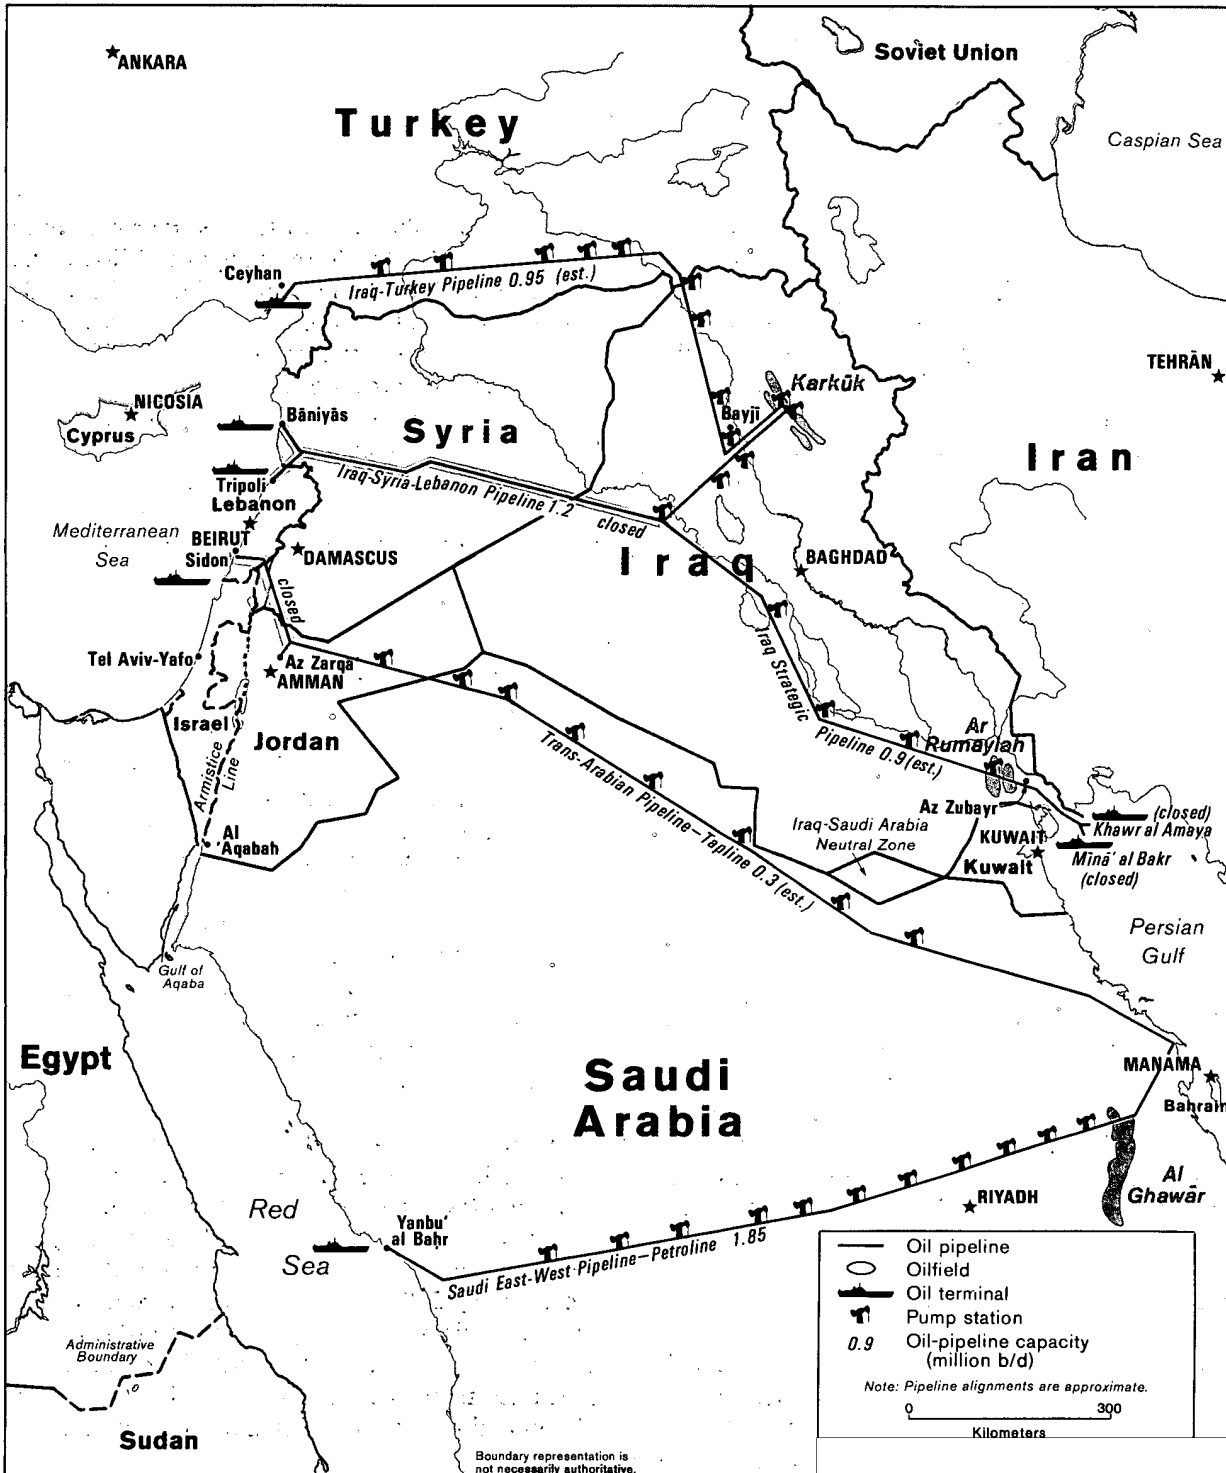 ANKARA
Soviet Union
Turkey
Caspian Sea
Ceyhan
Iraq-Turkey Pipeline 0.95 (est.)
TEHRĀN
Karkūk
NICOSIA
Cyprus
Bāniyās
Bayjī
Syria
Iran
Tripoli
Lebanon
Iraq-Syria-Lebanon Pipeline 1.2
closed
Mediterranean
Sea
BEIRUT
Sidon
DAMASCUS
Iraq
BAGHDAD
closed
Tel Aviv-Yafo
Az Zarqa'
AMMAN
Iraq Strategic
Pipeline 0.9 (est.)
Israel
Jordan
Ar
Rumaylah
Trans-Arabian Pipeline—Tapline 0.3 (est.)
Armistice
Line
Az Zubayr
(closed)
Khawr al Amaya
Iraq-Saudi Arabia
Neutral Zone
KUWAIT
Kuwait
Mīnā' al Bakr
(closed)
Al
'Aqabah
Persian
Gulf
Gulf of
Aqaba
Egypt
Saudi
Arabia
MANAMA
Bahrain
Al
Ghawār
RIYADH
Red
Sea
Yanbu'
al Baḥr
Saudi East-West Pipeline—Petroline 1.85
Oil pipeline
Oilfield
Oil terminal
Pump station
0.9 Oil-pipeline capacity
(million b/d)
Note: Pipeline alignments are approximate.
0 300
Kilometers
Administrative
Boundary
Sudan
Boundary representation is
not necessarily authoritative.